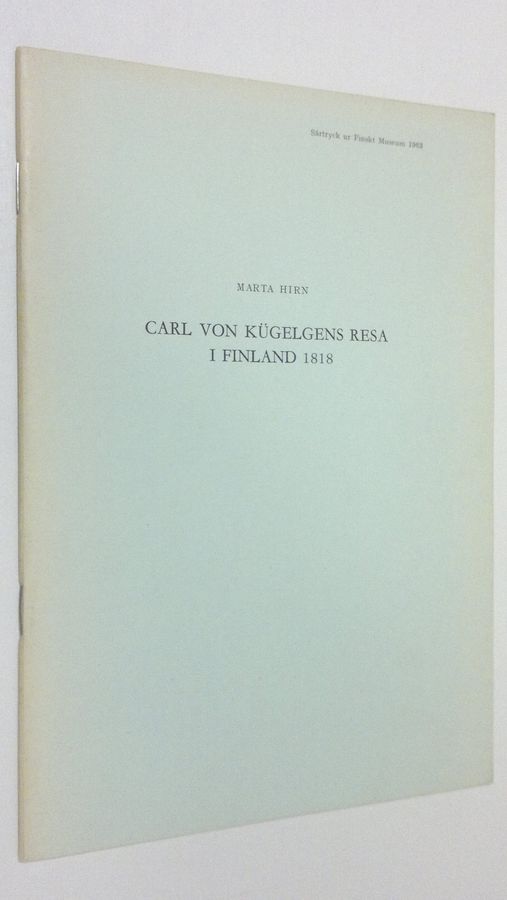 Särtryck ur Finskt Museum 1963
MARTA HIRN
CARL VON KÜGELGENS RESA
I FINLAND 1818